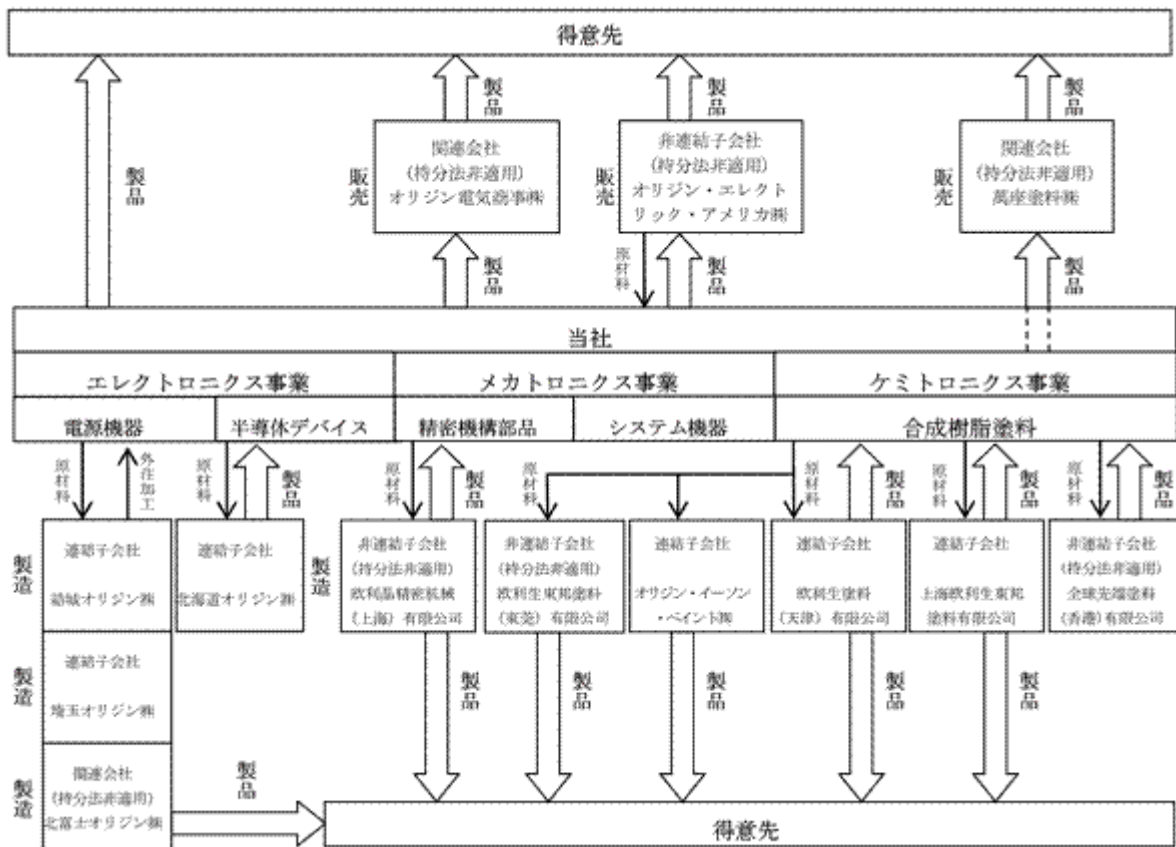 得意先
製品
製品
製品
製品
関連会社
(持分法非適用)
オリジン電気商事㈱
販売
非連結子会社
(持分法非適用)
オリジン・エレクト
リック・アメリカ㈱
販売
関連会社
(持分法非適用)
萬座塗料㈱
販売
製品
原材料
製品
製品
当社
エレクトロニクス事業
メカトロニクス事業
ケミトロニクス事業
電源機器
半導体デバイス
精密機構部品
システム機器
合成樹脂塗料
原材料
外注加工
原材料
製品
原材料
製品
原材料
原材料
製品
原材料
製品
原材料
製品
製造
連結子会社
結城オリジン㈱
連結子会社
北海道オリジン㈱
製造
非連結子会社
(持分法非適用)
欧利晶精密机械
(上海)有限公司
非連結子会社
(持分法非適用)
欧利生東邦塗料
(東莞)有限公司
連結子会社
オリジン・イーソン
・ペイント㈱
連結子会社
欧利生塗料
(天津)有限公司
連結子会社
上海欧利生東邦
塗料有限公司
非連結子会社
(持分法非適用)
全球先端塗料
(香港)有限公司
製造
連結子会社
埼玉オリジン㈱
製造
関連会社
(持分法非適用)
北富士オリジン㈱
製品
製品
製品
製品
製品
製品
得意先